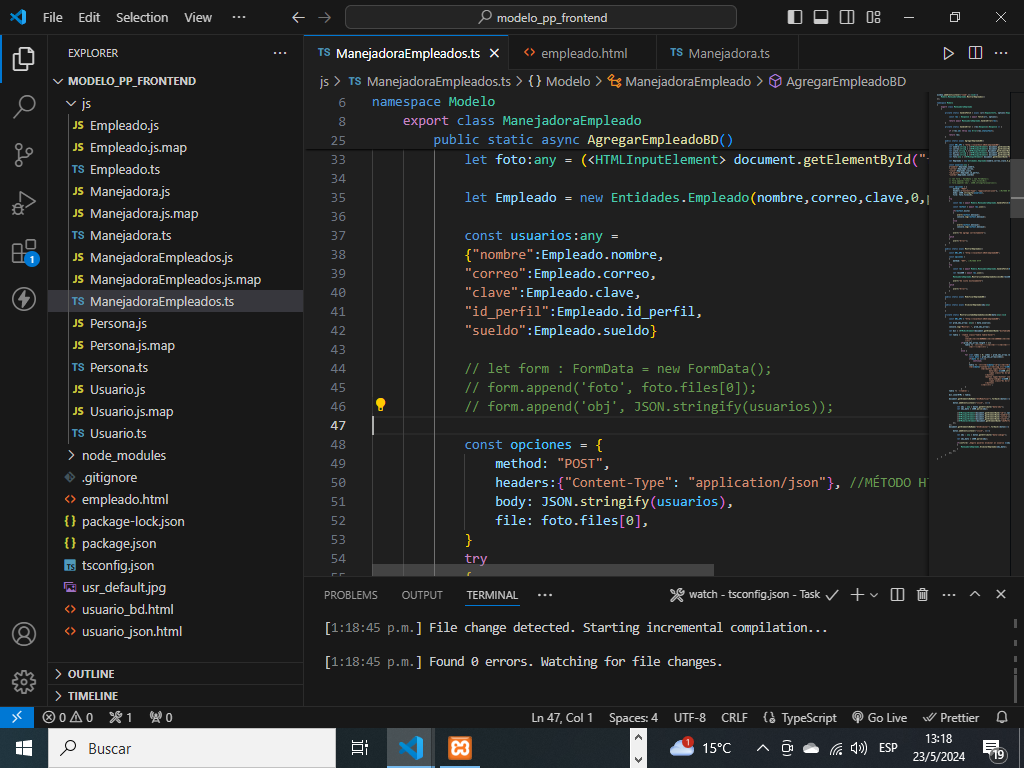 File Edit Selection View ··· modelo_pp_frontend
EXPLORER ···
MODELO_PP_FRONTEND
js
JS Empleado.js
JS Empleado.js.map
TS Empleado.ts
JS Manejadora.js
JS Manejadora.js.map
TS Manejadora.ts
JS ManejadoraEmpleados.js
JS ManejadoraEmpleados.js.map
TS ManejadoraEmpleados.ts
JS Persona.js
JS Persona.js.map
TS Persona.ts
JS Usuario.js
JS Usuario.js.map
TS Usuario.ts
node_modules
.gitignore
empleado.html
package-lock.json
package.json
tsconfig.json
usr_default.jpg
usuario_bd.html
usuario_json.html
OUTLINE
TIMELINE
1
TS ManejadoraEmpleados.ts
empleado.html
TS Manejadora.ts
js > TS ManejadoraEmpleados.ts > {} Modelo > ManejadoraEmpleado > AgregarEmpleadoBD
6 namespace Modelo
8 export class ManejadoraEmpleado
25 public static async AgregarEmpleadoBD()
33 let foto:any = (<HTMLInputElement> document.getElementById("
34
35 let Empleado = new Entidades.Empleado(nombre,correo,clave,0,
36
37 const usuarios:any =
38 {"nombre":Empleado.nombre,
39 "correo":Empleado.correo,
40 "clave":Empleado.clave,
41 "id_perfil":Empleado.id_perfil,
42 "sueldo":Empleado.sueldo}
43
44 // let form : FormData = new FormData();
45 // form.append('foto', foto.files[0]);
46 // form.append('obj', JSON.stringify(usuarios));
47
48 const opciones = {
49 method: "POST",
50 headers:{"Content-Type": "application/json"}, //MÉTODO H
51 body: JSON.stringify(usuarios),
52 file: foto.files[0],
53 }
54 try
55 {
PROBLEMS OUTPUT TERMINAL ··· watch - tsconfig.json - Task
[1:18:45 p.m.] File change detected. Starting incremental compilation...
[1:18:45 p.m.] Found 0 errors. Watching for file changes.
0 0 1 0 Ln 47, Col 1 Spaces: 4 UTF-8 CRLF {} TypeScript Go Live Prettier
Buscar 1 15°C ESP 13:18
23/5/2024 19